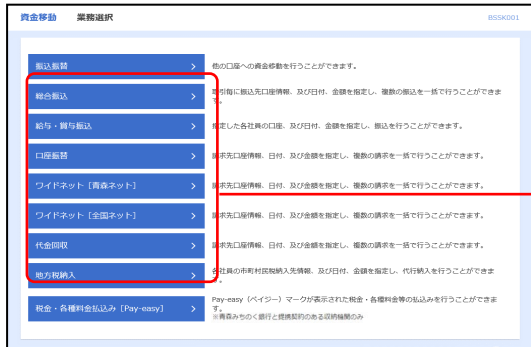 資金移動 業務選択 BSSK001
振込振替 > 他の口座への資金移動を行うことができます。
総合振込 > 取引毎に振込先口座情報、及び日付、金額を指定し、複数の振込を一括で行うことができま
す。
給与・賞与振込 > 指定した各社員の口座、及び日付、金額を指定し、振込を行うことができます。
口座振替 > 請求先口座情報、日付、及び金額を指定し、複数の請求を一括で行うことができます。
ワイドネット［青森ネット］ > 請求先口座情報、日付、及び金額を指定し、複数の請求を一括で行うことができます。
ワイドネット［全国ネット］ > 請求先口座情報、日付、及び金額を指定し、複数の請求を一括で行うことができます。
代金回収 > 請求先口座情報、日付、及び金額を指定し、複数の請求を一括で行うことができます。
地方税納入 > 各社員の市町村民税納入先情報、及び日付、金額を指定し、代行納入を行うことができま
す。
税金・各種料金払込み［Pay-easy］ > Pay-easy（ペイジー）マークが表示された税金・各種料金等の払込みを行うことができま
す。
※青森みちのく銀行と提携契約のある収納機関のみ